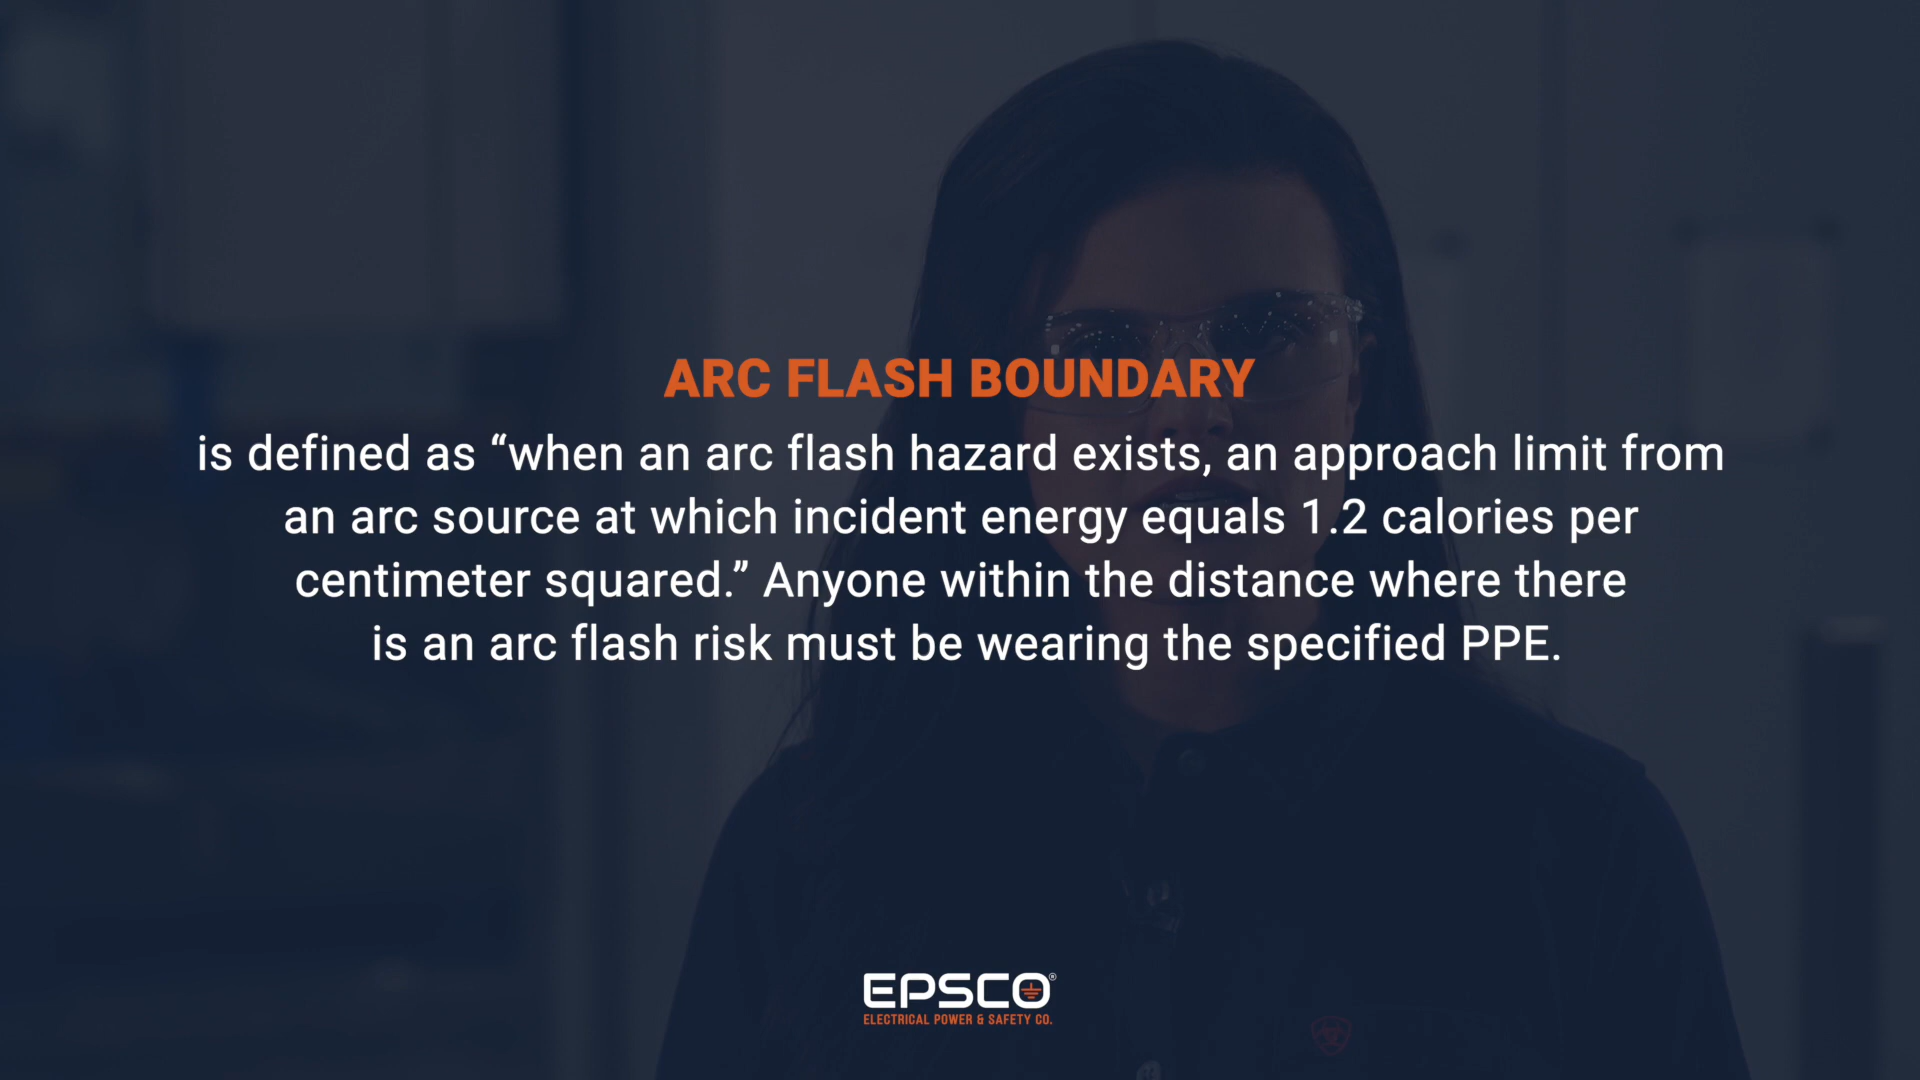 ARC FLASH BOUNDARY
is defined as “when an arc flash hazard exists, an approach limit from
an arc source at which incident energy equals 1.2 calories per
centimeter squared.” Anyone within the distance where there
is an arc flash risk must be wearing the specified PPE.
EPSCO®
ELECTRICAL POWER & SAFETY CO.